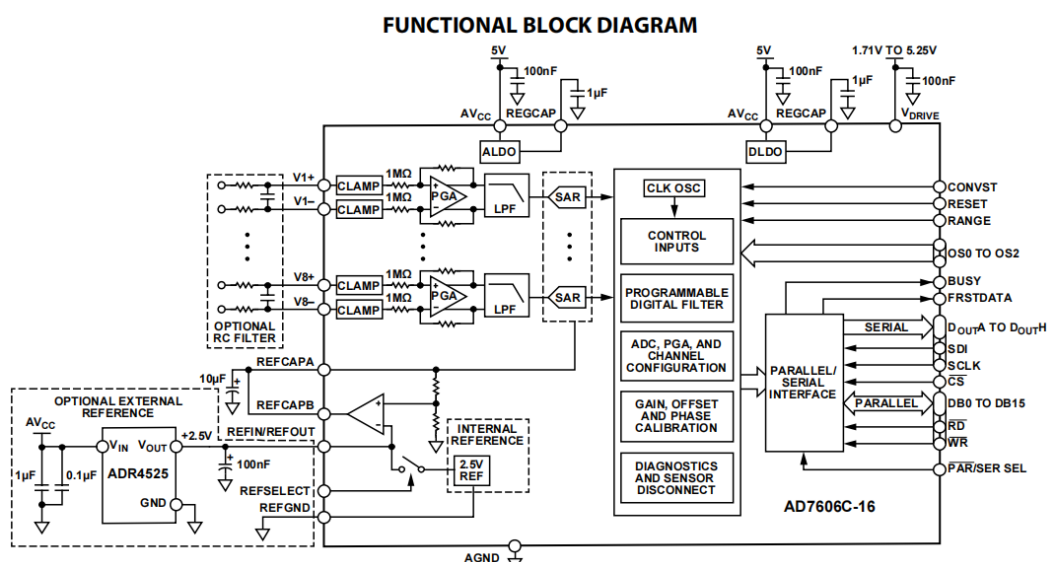 FUNCTIONAL BLOCK DIAGRAM
5V
100nF
1µF
AVCC
REGCAP
5V
100nF
1µF
AVCC
REGCAP
1.71V TO 5.25V
100nF
VDRIVE
ALDO
DLDO
V1+
CLAMP
1MΩ
V1–
CLAMP
1MΩ
PGA
+
–
LPF
SAR
V8+
CLAMP
1MΩ
V8–
CLAMP
1MΩ
PGA
+
–
LPF
SAR
OPTIONAL
RC FILTER
CLK OSC
CONTROL
INPUTS
PROGRAMMABLE
DIGITAL FILTER
ADC, PGA, AND
CHANNEL
CONFIGURATION
GAIN, OFFSET
AND PHASE
CALIBRATION
DIAGNOSTICS
AND SENSOR
DISCONNECT
PARALLEL/
SERIAL
INTERFACE
SERIAL
PARALLEL
CONVST
RESET
RANGE
OS0 TO OS2
BUSY
FRSTDATA
DOUTA TO DOUTH
SDI
SCLK
C̅S̅
DB0 TO DB15
R̅D̅
W̅R̅
P̅A̅R̅/SER SEL
AD7606C-16
REFCAPA
10µF
+
REFCAPB
+
–
REFIN/REFOUT
INTERNAL
REFERENCE
2.5V
REF
REFSELECT
REFGND
OPTIONAL EXTERNAL
REFERENCE
AVCC
VIN
VOUT
+2.5V
ADR4525
1µF
0.1µF
+
100nF
GND
AGND